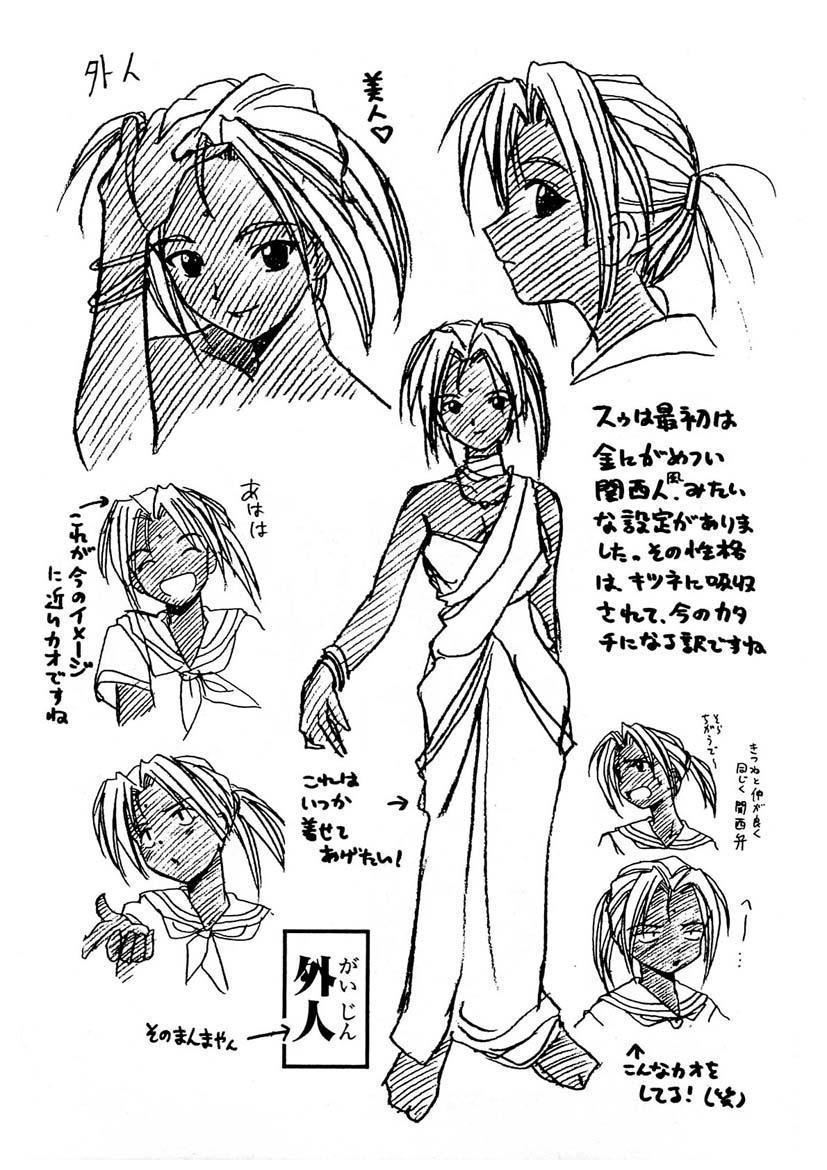 外人
美人♡
スゥは最初は
金にがめつい
関西人風、みたい
な設定がありま
した。その性格
は、キツネに吸収
されて、今のカタ
チになる訳ですね
あはは
これが今のイメージ
に近いカオですね
これは
いつか
着せて
あげたい!
そら
ちがうで〜
きつねと仲が良く
同じく関西弁
へー…
がいじん
外人
そのまんまやん
こんなカオを
してる!(笑)